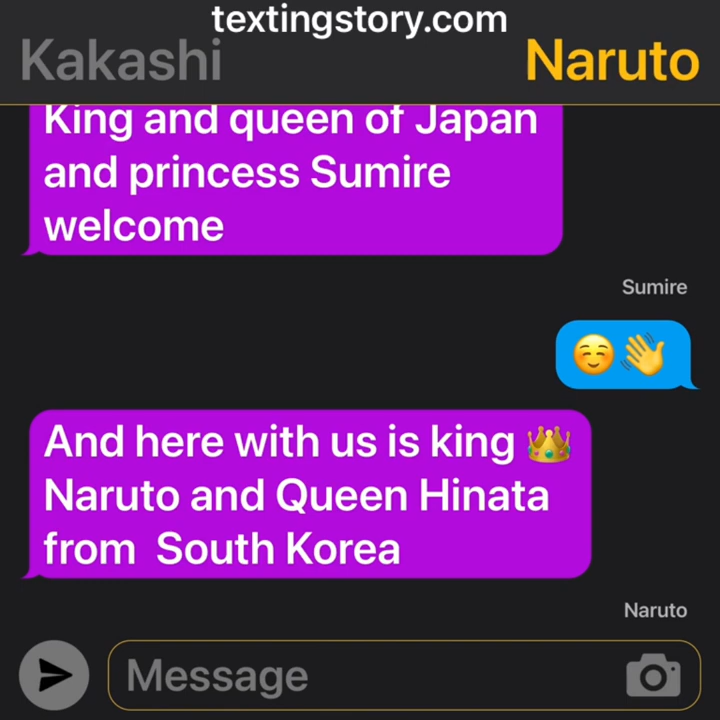 textingstory.com
Kakashi
Naruto
King and queen of Japan
and princess Sumire
welcome
Sumire
☺️👋
And here with us is king 👑
Naruto and Queen Hinata
from  South Korea
Naruto
Message